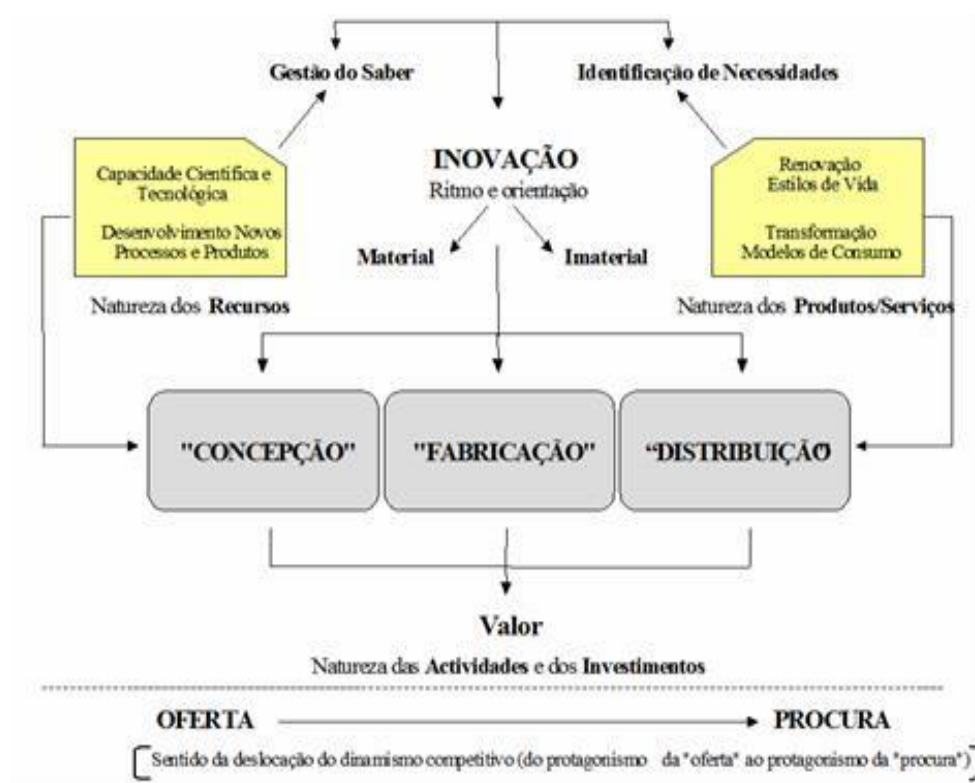 Gestão do Saber
Identificação de Necessidades
Capacidade Científica e
Tecnológica
Desenvolvimento Novos
Processos e Produtos
INOVAÇÃO
Ritmo e orientação
Material
Imaterial
Renovação
Estilos de Vida
Transformação
Modelos de Consumo
Natureza dos Recursos
Natureza dos Produtos/Serviços
"CONCEPÇÃO"
"FABRICAÇÃO"
“DISTRIBUIÇÃO”
Valor
Natureza das Actividades e dos Investimentos
OFERTA
PROCURA
Sentido da deslocação do dinamismo competitivo (do protagonismo da "oferta" ao protagonismo da "procura")